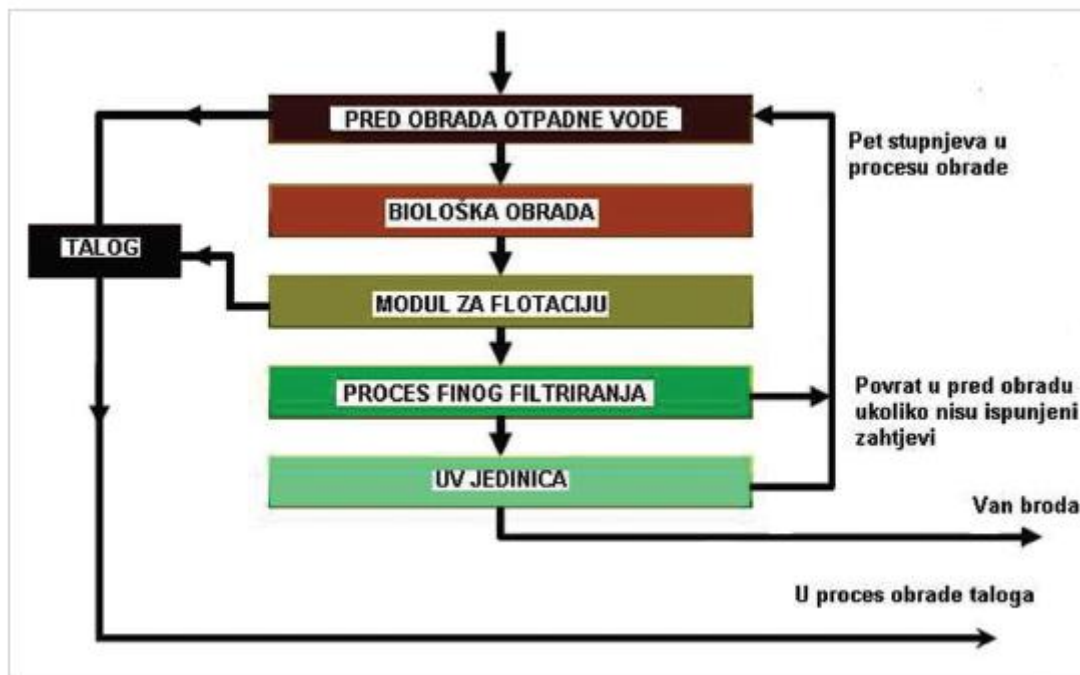 PRED OBRADA OTPADNE VODE
Pet stupnjeva u
procesu obrade
BIOLOŠKA OBRADA
TALOG
MODUL ZA FLOTACIJU
PROCES FINOG FILTRIRANJA
Povrat u pred obradu
ukoliko nisu ispunjeni
zahtjevi
UV JEDINICA
Van broda
U proces obrade taloga